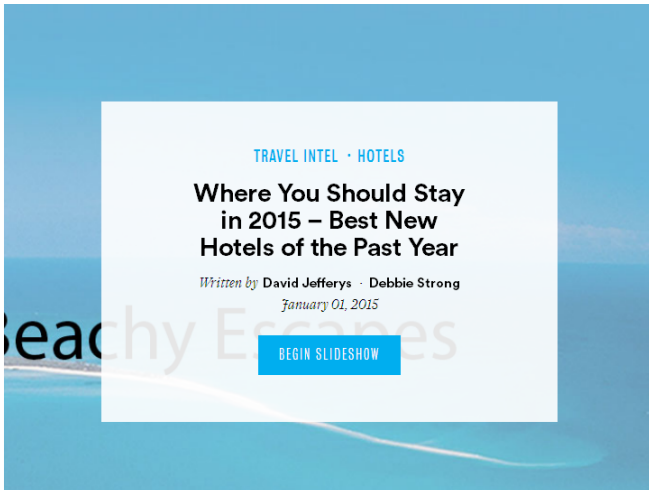 TRAVEL INTEL · HOTELS
Where You Should Stay
in 2015 – Best New
Hotels of the Past Year
Written by David Jefferys · Debbie Strong
January 01, 2015
Beachy Escapes
BEGIN SLIDESHOW